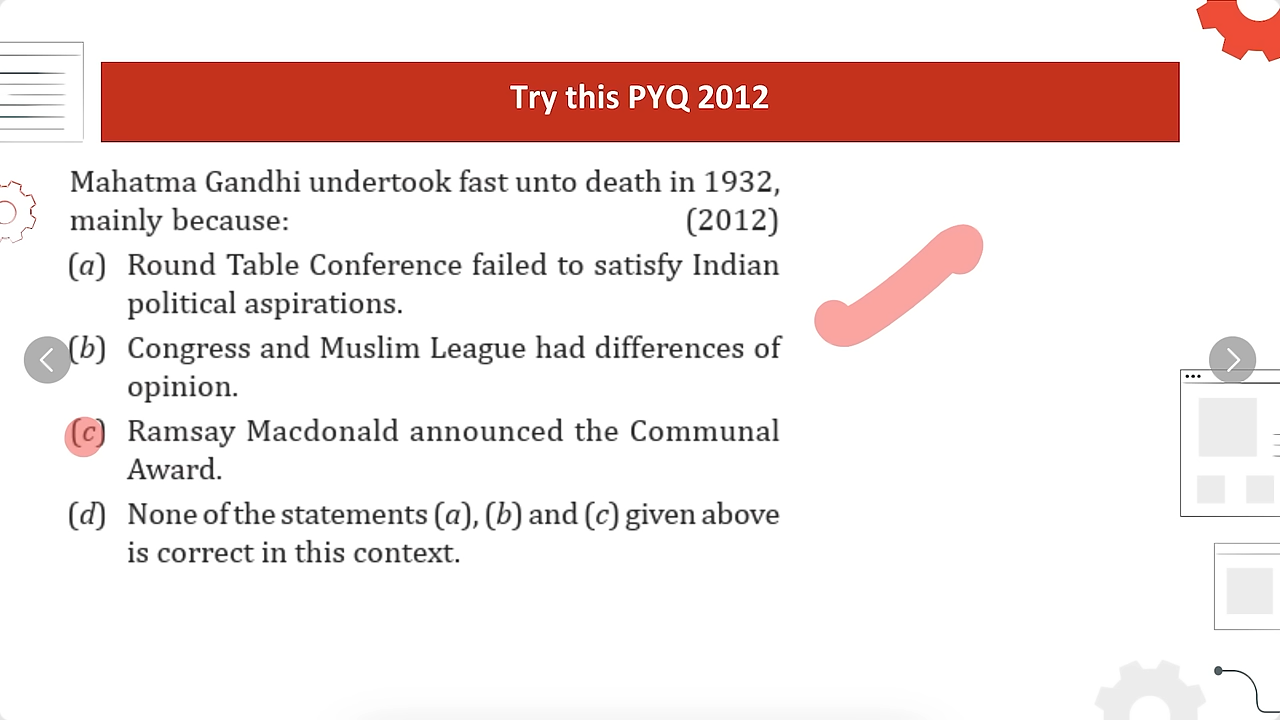 Try this PYQ 2012
Mahatma Gandhi undertook fast unto death in 1932,
mainly because: (2012)
(a) Round Table Conference failed to satisfy Indian
political aspirations.
(b) Congress and Muslim League had differences of
opinion.
(c) Ramsay Macdonald announced the Communal
Award.
(d) None of the statements (a), (b) and (c) given above
is correct in this context.